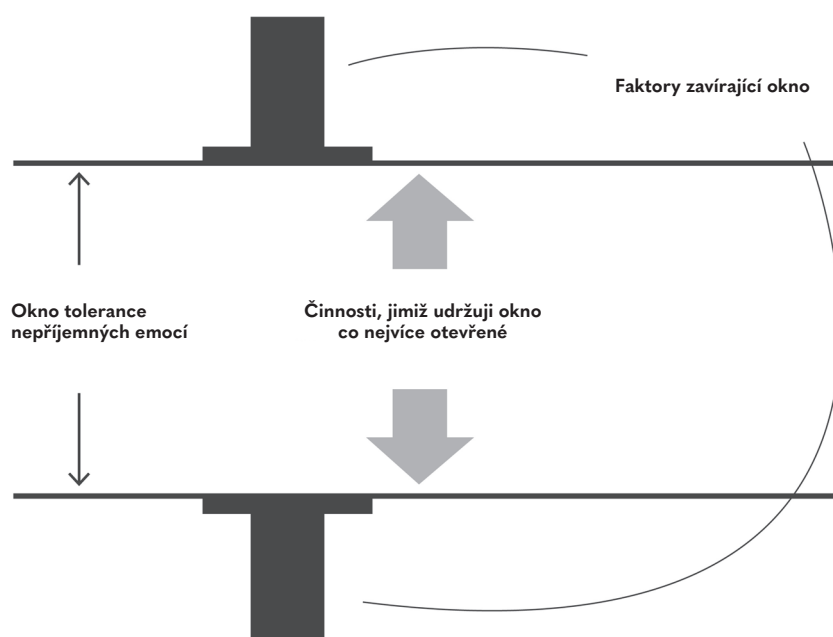 Faktory zavírající okno
Okno tolerance
nepříjemných emocí
Činnosti, jimiž udržuji okno
co nejvíce otevřené